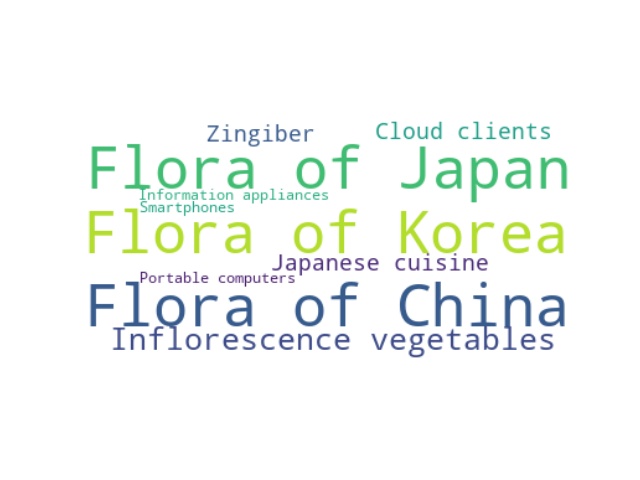 Zingiber
Cloud clients
Flora of Japan
Information appliances
Smartphones
Flora of Korea
Japanese cuisine
Portable computers
Flora of China
Inflorescence vegetables